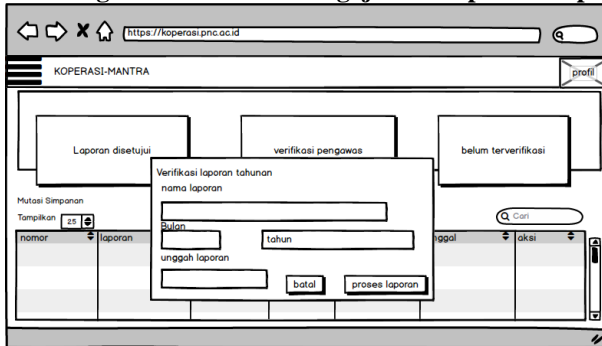 https://koperasi.pnc.ac.id
KOPERASI-MANTRA
profil
Laporan disetujui
verifikasi pengawas
belum terverifikasi
Verifikasi laporan tahunan
nama laporan
Bulan
tahun
unggah laporan
batal
proses laporan
Mutasi Simpanan
Tampilkan 25
Cari
nomor
laporan
nggal
aksi